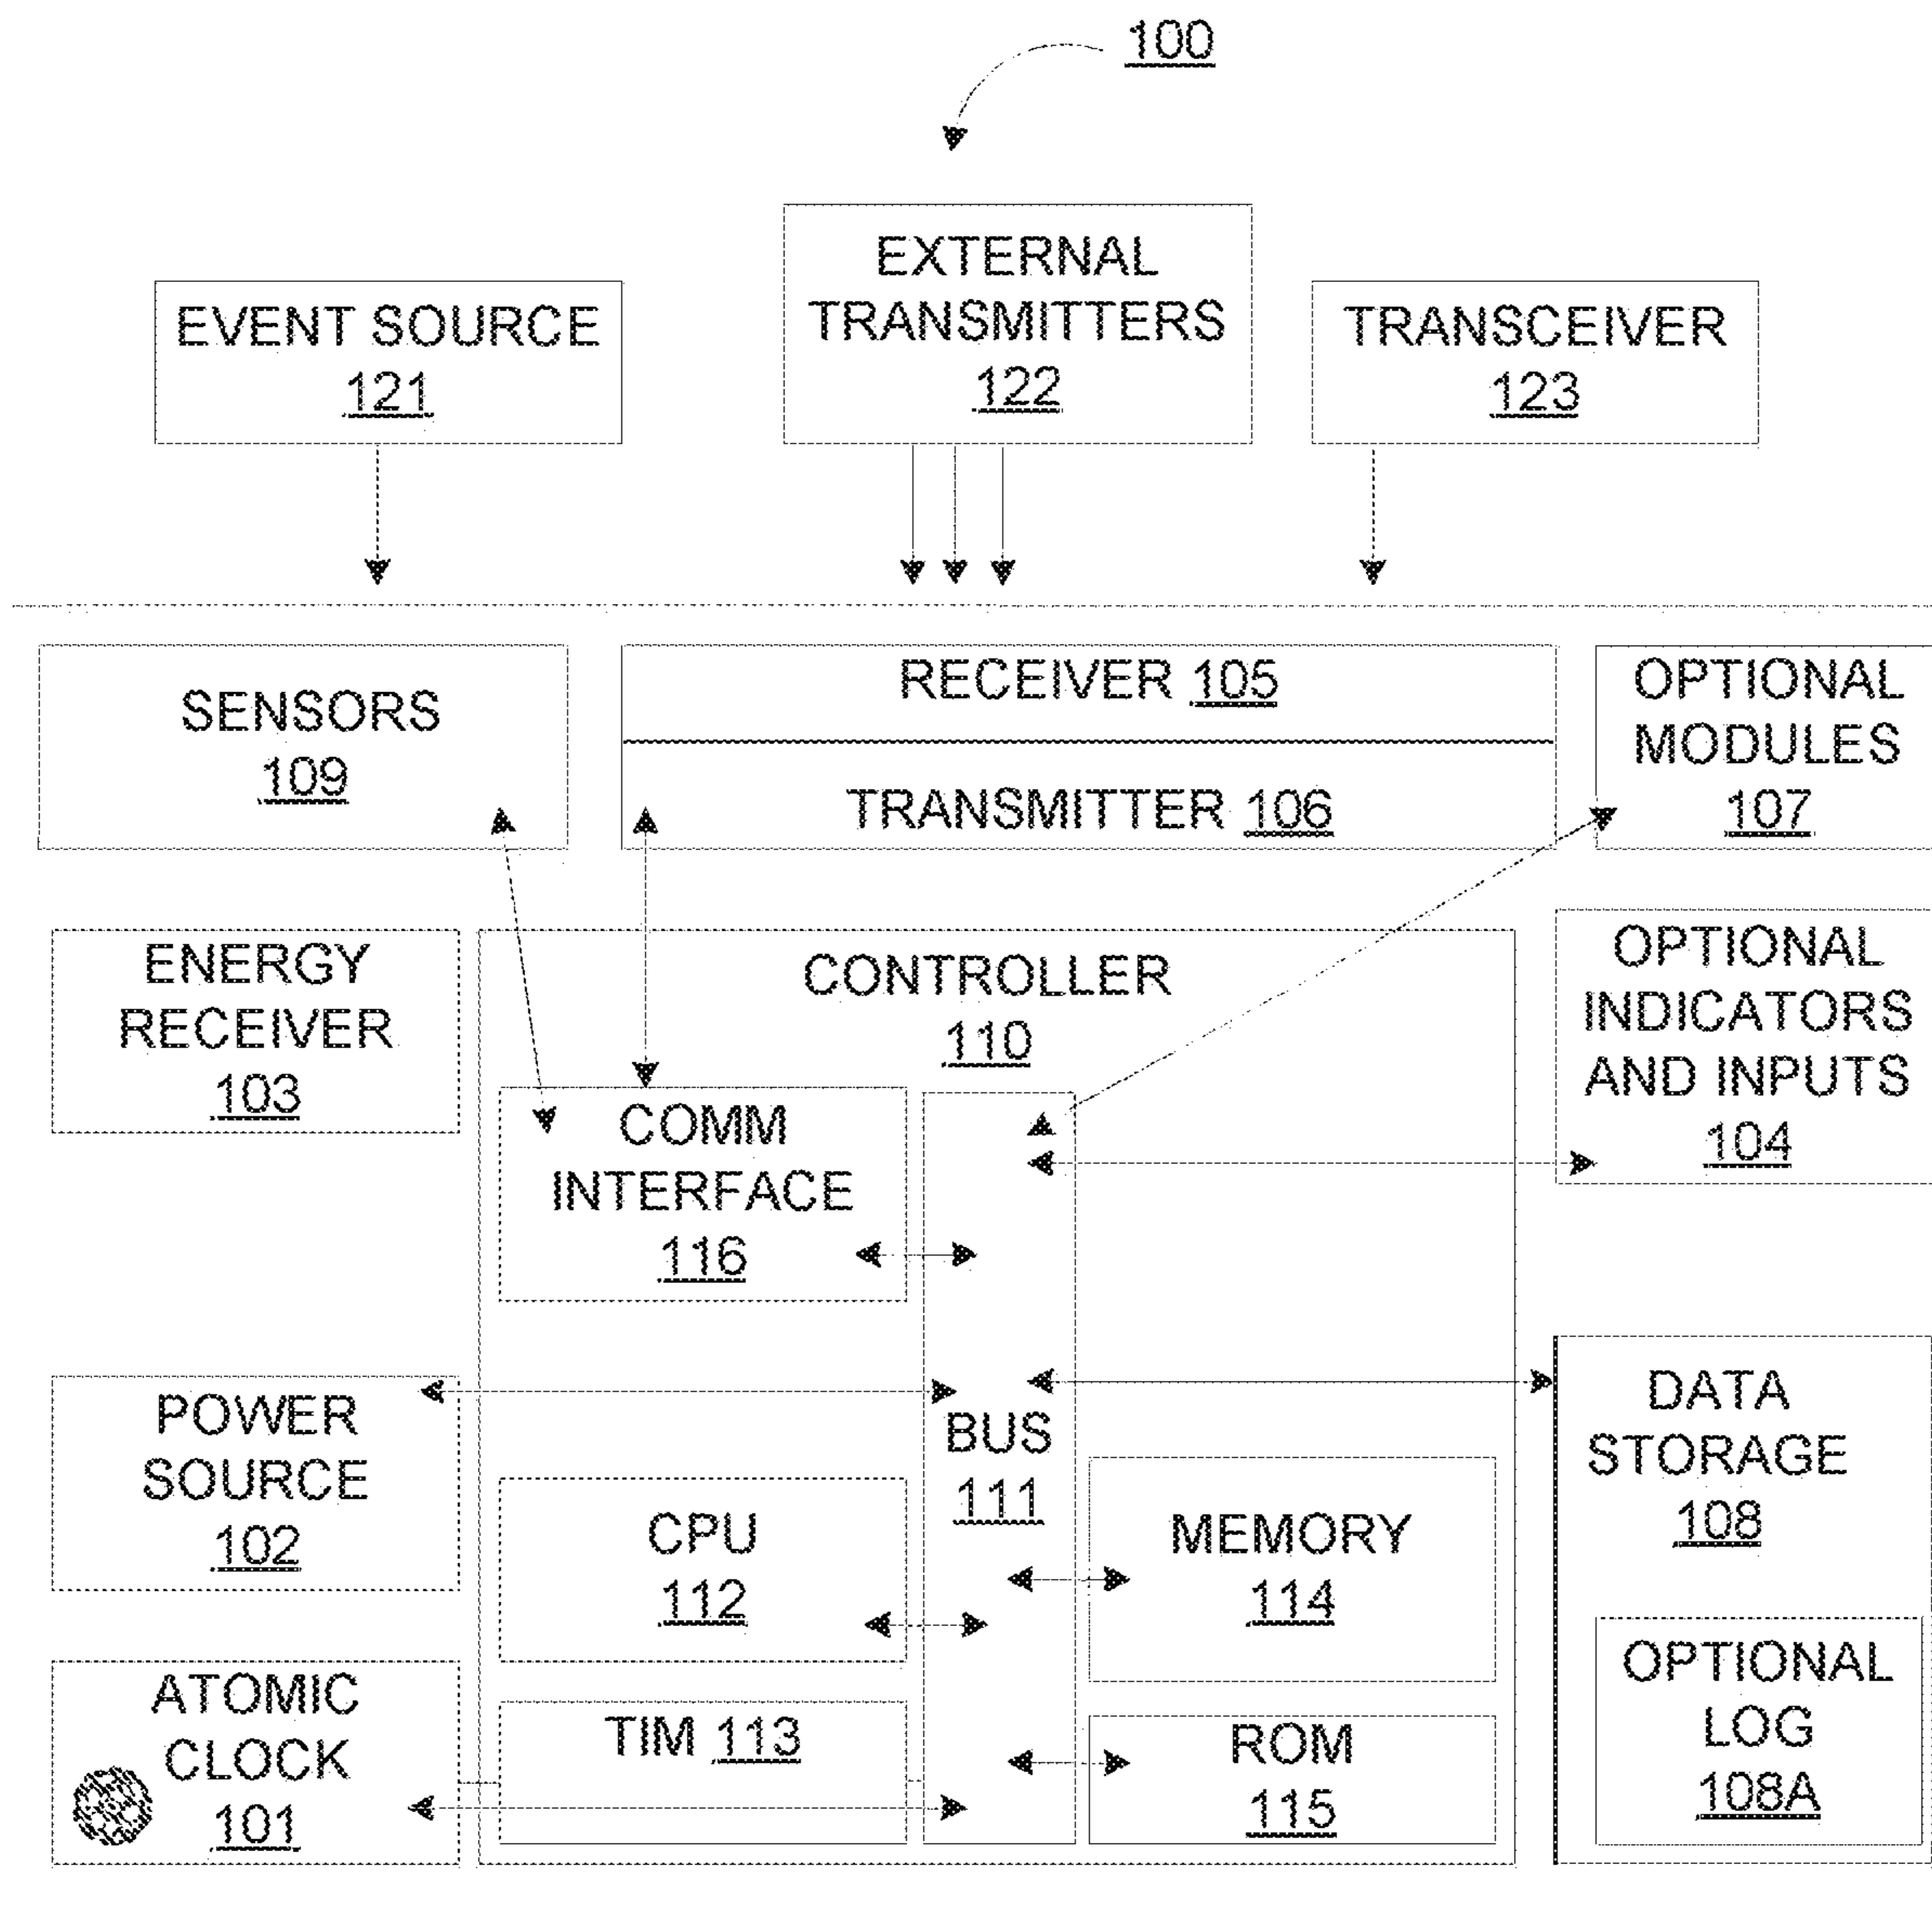 100
EXTERNAL
TRANSMITTERS
122
EVENT SOURCE
121
TRANSCEIVER
123
SENSORS
109
RECEIVER 105
TRANSMITTER 106
OPTIONAL
MODULES
107
ENERGY
RECEIVER
103
CONTROLLER
110
OPTIONAL
INDICATORS
AND INPUTS
104
COMM
INTERFACE
116
POWER
SOURCE
102
BUS
111
DATA
STORAGE
108
CPU
112
MEMORY
114
ATOMIC
CLOCK
101
TIM 113
ROM
115
OPTIONAL
LOG
108A